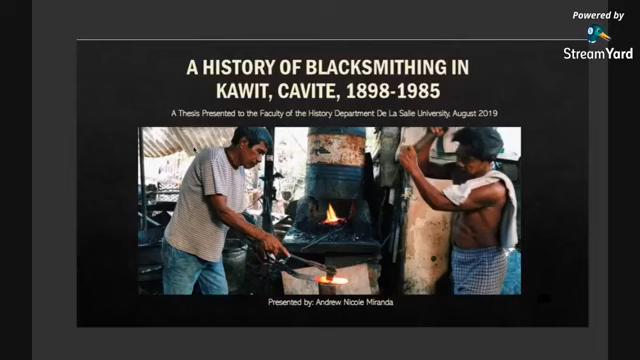 Powered by
StreamYard
A HISTORY OF BLACKSMITHING IN
KAWIT, CAVITE, 1898-1985
A Thesis Presented to the Faculty of the History Department De La Salle University, August 2019
Presented by: Andrew Nicole Miranda